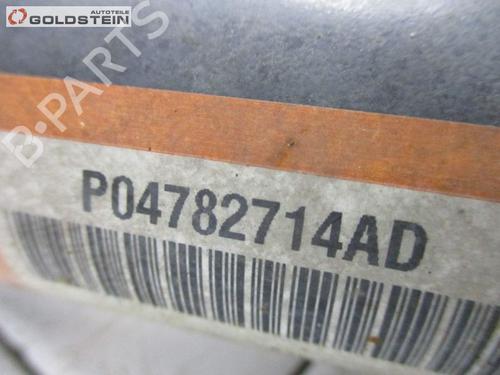 AUTOTEILE
GOLDSTEIN
B-PARTS
P04782714AD